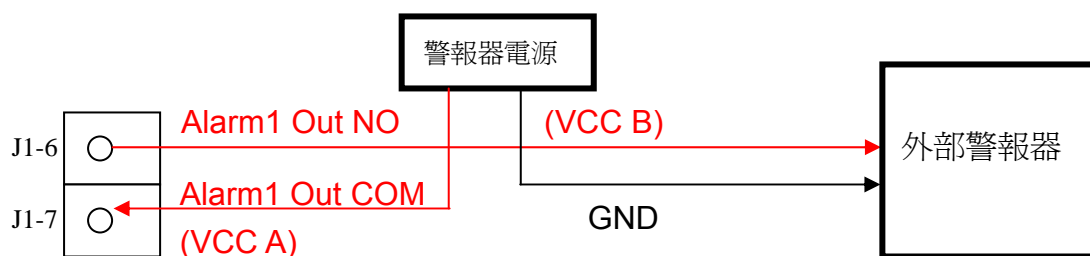 警報器電源
Alarm1 Out NO
(VCC B)
J1-6
外部警報器
Alarm1 Out COM
J1-7
GND
(VCC A)